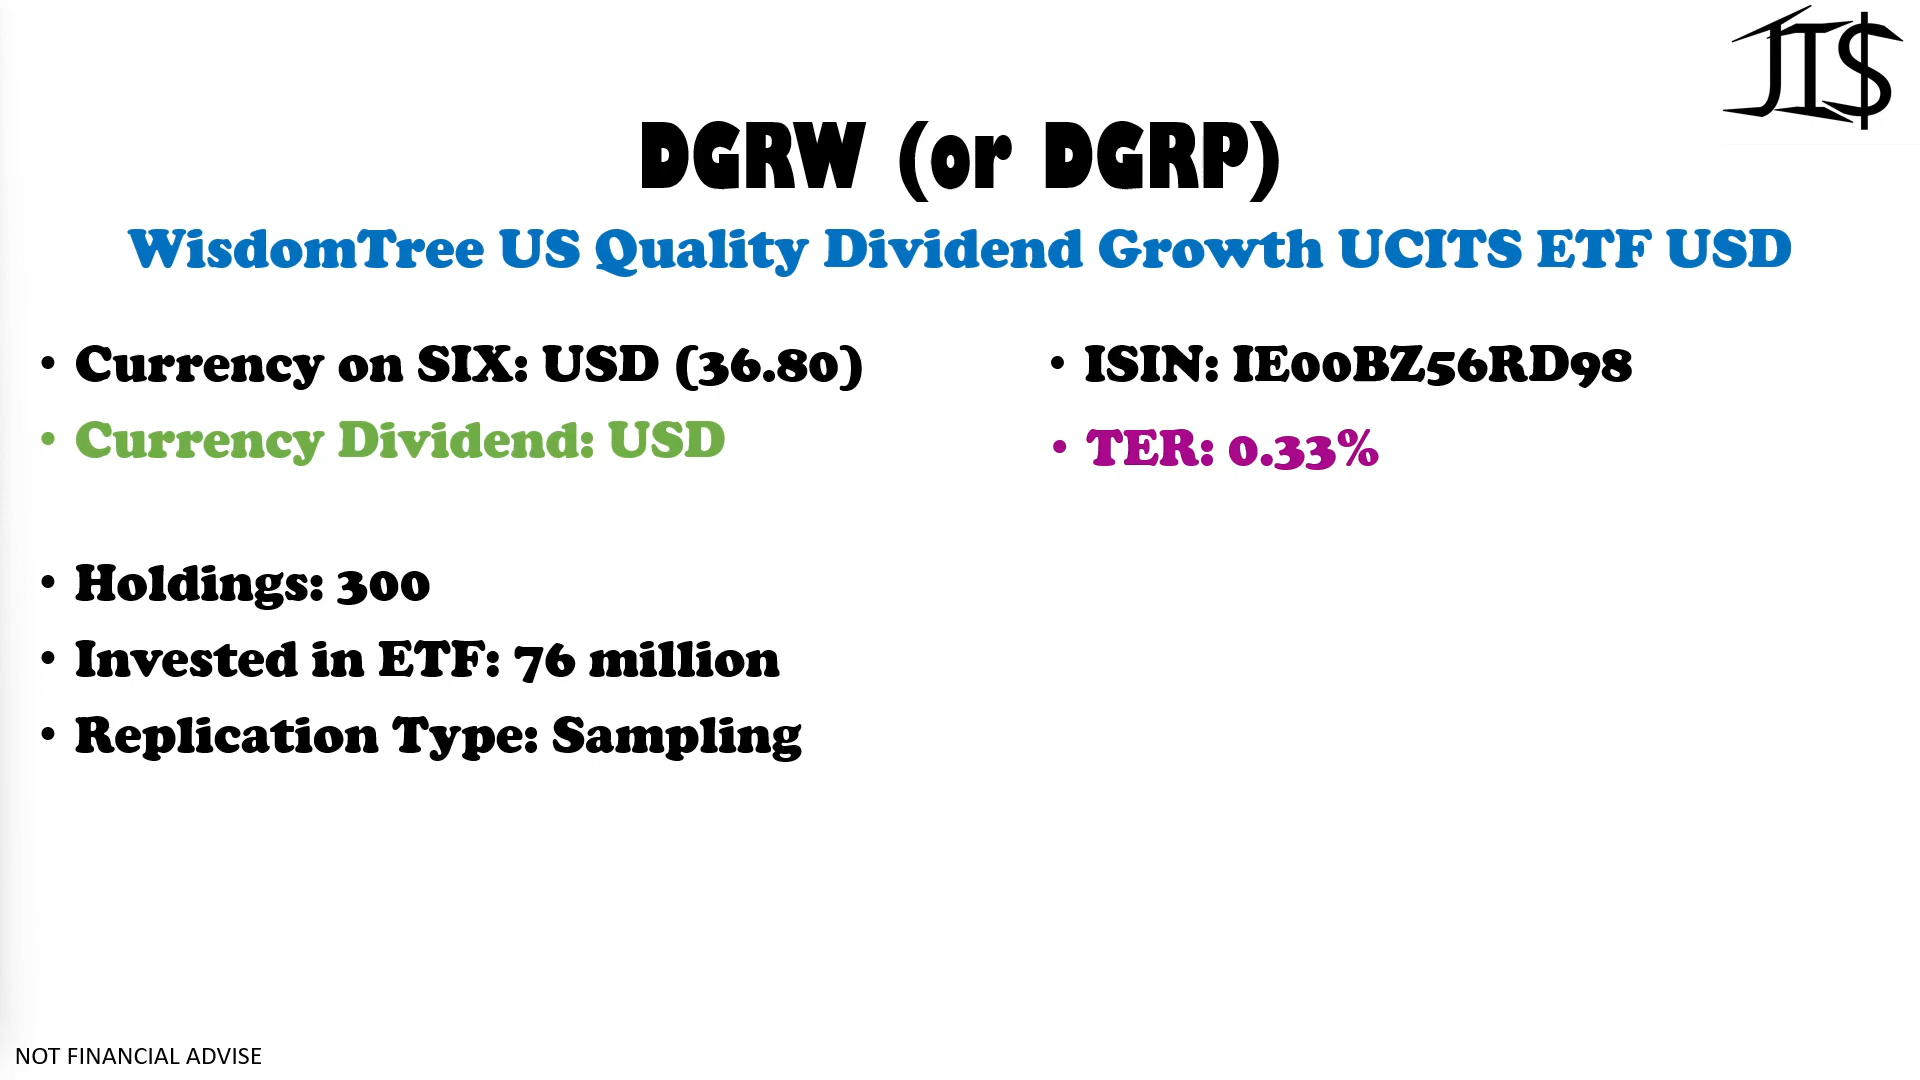 JI$
DGRW (or DGRP)
WisdomTree US Quality Dividend Growth UCITS ETF USD
• Currency on SIX: USD (36.80)
• Currency Dividend: USD
• Holdings: 300
• Invested in ETF: 76 million
• Replication Type: Sampling
• ISIN: IE00BZ56RD98
• TER: 0.33%
NOT FINANCIAL ADVISE